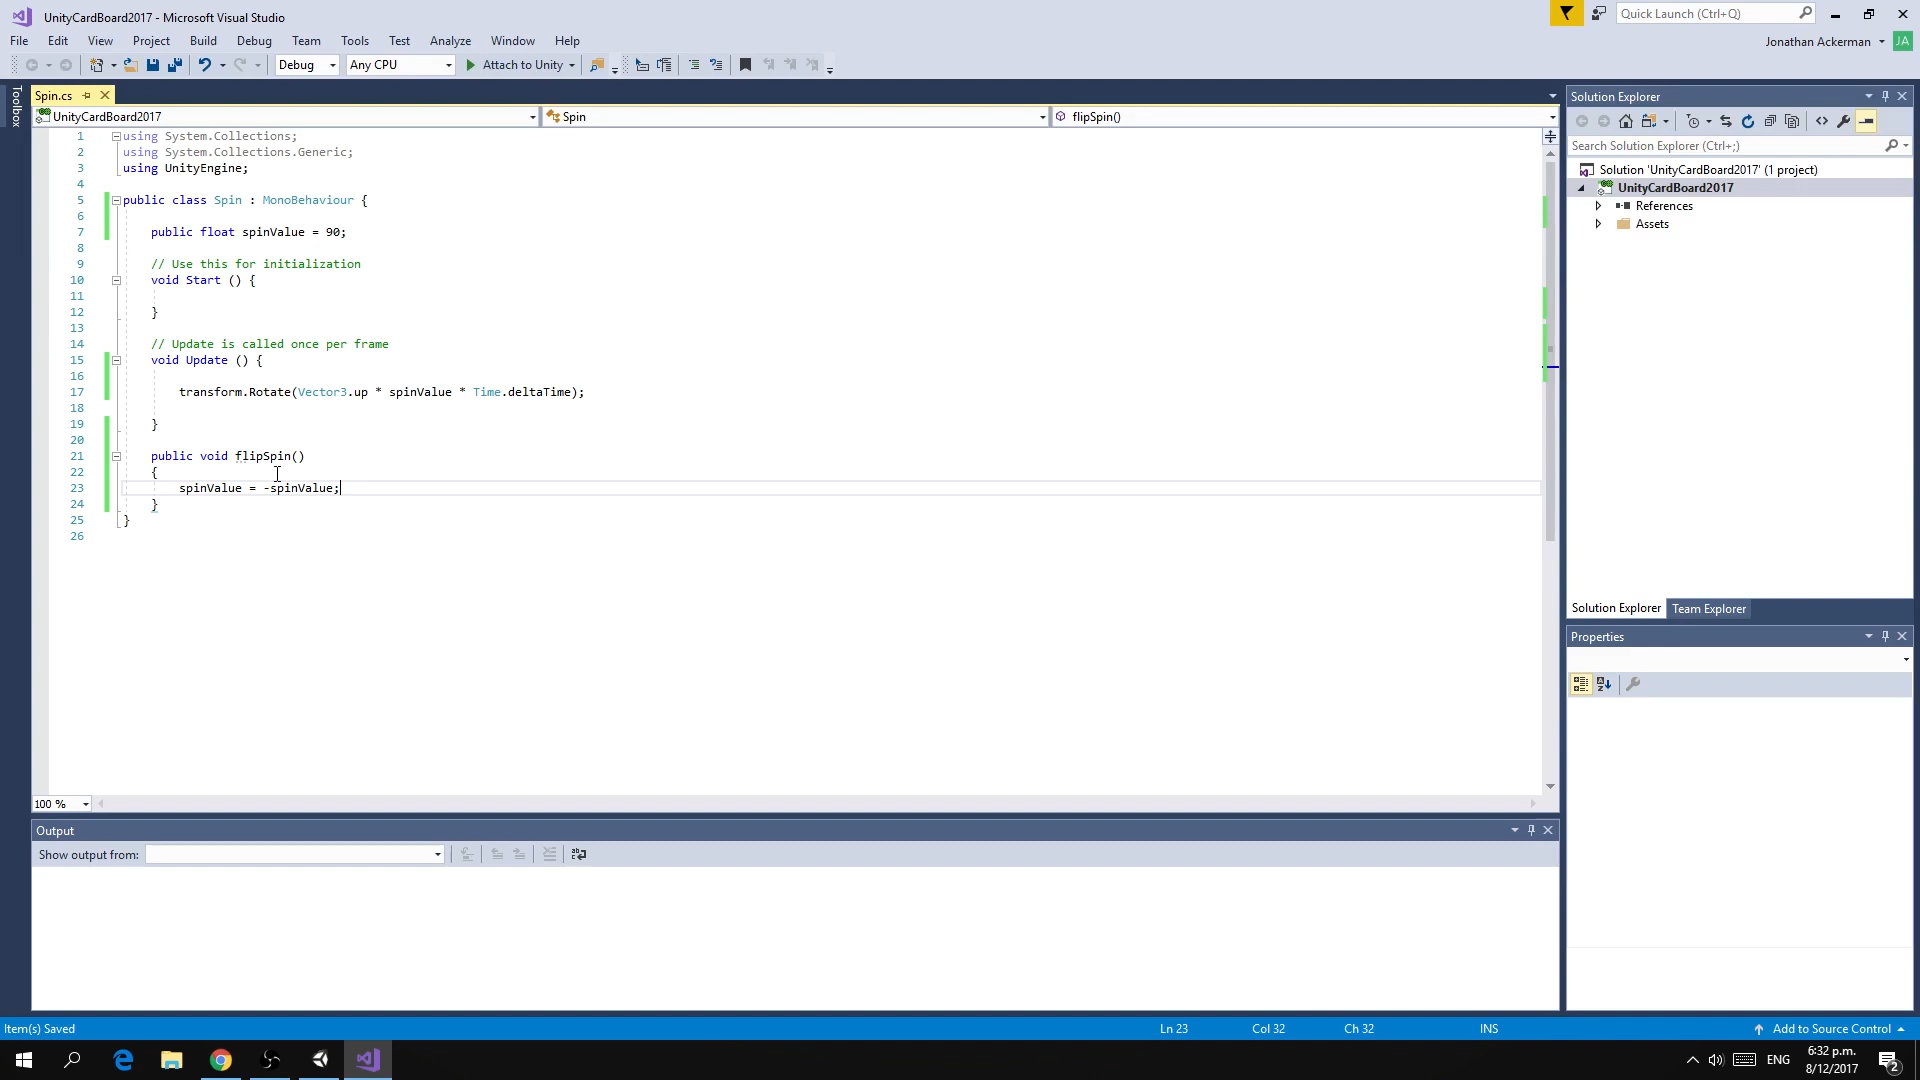 UnityCardBoard2017 - Microsoft Visual Studio
Quick Launch (Ctrl+Q)
File Edit View Project Build Debug Team Tools Test Analyze Window Help
Jonathan Ackerman JA
Debug Any CPU Attach to Unity
Toolbox
Spin.cs
UnityCardBoard2017 Spin flipSpin()
1 using System.Collections;
2 using System.Collections.Generic;
3 using UnityEngine;
4
5 public class Spin : MonoBehaviour {
6
7 public float spinValue = 90;
8
9 // Use this for initialization
10 void Start () {
11
12 }
13
14 // Update is called once per frame
15 void Update () {
16
17 transform.Rotate(Vector3.up * spinValue * Time.deltaTime);
18
19 }
20
21 public void flipSpin()
22 {
23 spinValue = -spinValue;
24 }
25 }
26
100 %
Output
Show output from:
Solution Explorer
Search Solution Explorer (Ctrl+;)
Solution 'UnityCardBoard2017' (1 project)
UnityCardBoard2017
References
Assets
Solution Explorer Team Explorer
Properties
Item(s) Saved
Ln 23 Col 32 Ch 32 INS
Add to Source Control
ENG
6:32 p.m.
8/12/2017
2